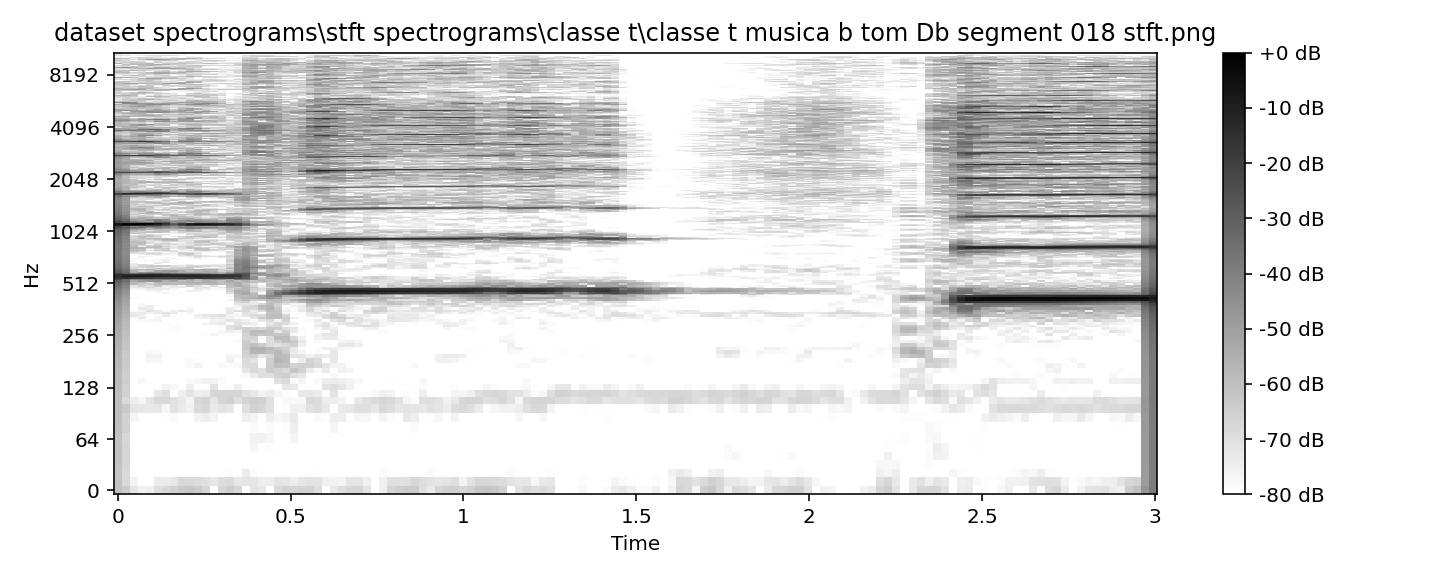 dataset spectrograms\stft spectrograms\classe t\classe t musica b tom Db segment 018 stft.png
8192
4096
2048
1024
512
256
128
64
0
Hz
0
0.5
1
1.5
2
2.5
3
Time
+0 dB
-10 dB
-20 dB
-30 dB
-40 dB
-50 dB
-60 dB
-70 dB
-80 dB